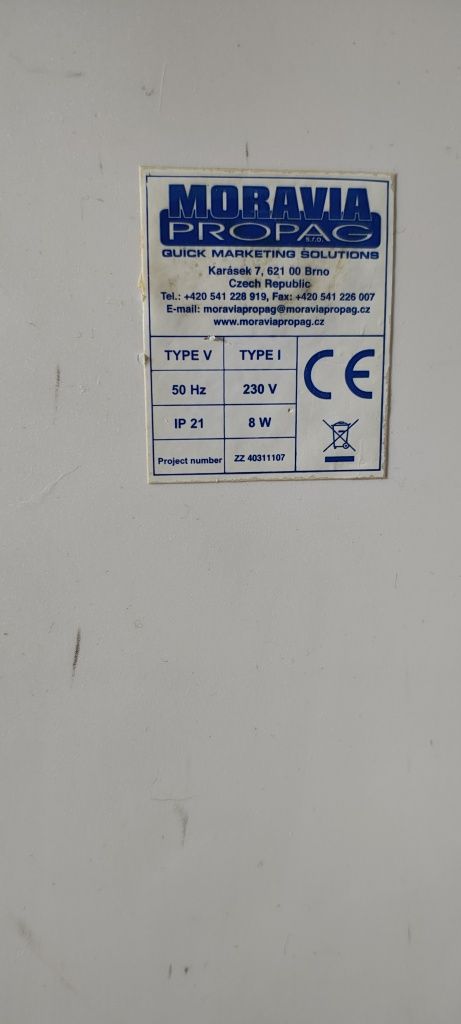 MORAVIA
PROPAG
s.r.o.
QUICK MARKETING SOLUTIONS
Karásek 7, 621 00 Brno
Czech Republic
Tel.: +420 541 228 919, Fax: +420 541 226 007
E-mail: moraviapropag@moraviapropag.cz
www.moraviapropag.cz
TYPE V TYPE I
50 Hz 230 V
IP 21 8 W
Project number ZZ 40311107
CE